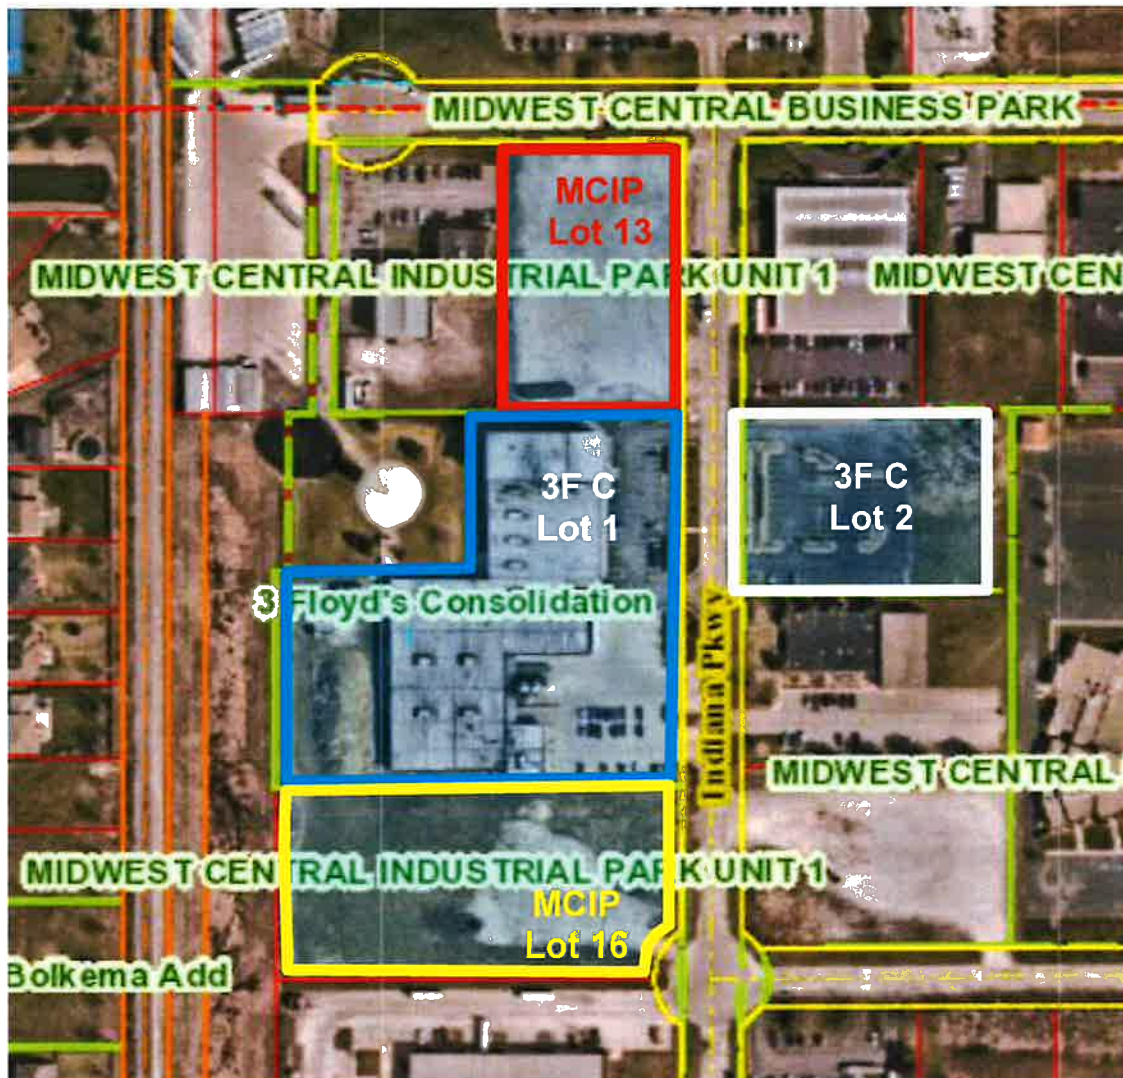 MIDWEST CENTRAL BUSINESS PARK
MCIP
Lot 13
MIDWEST CENTRAL INDUSTRIAL PARK UNIT 1
MIDWEST CEN
3F C
Lot 1
3F C
Lot 2
3 Floyd's Consolidation
Indiana Pkwy
MIDWEST CENTRAL
MIDWEST CENTRAL INDUSTRIAL PARK UNIT 1
MCIP
Lot 16
Bolkema Add